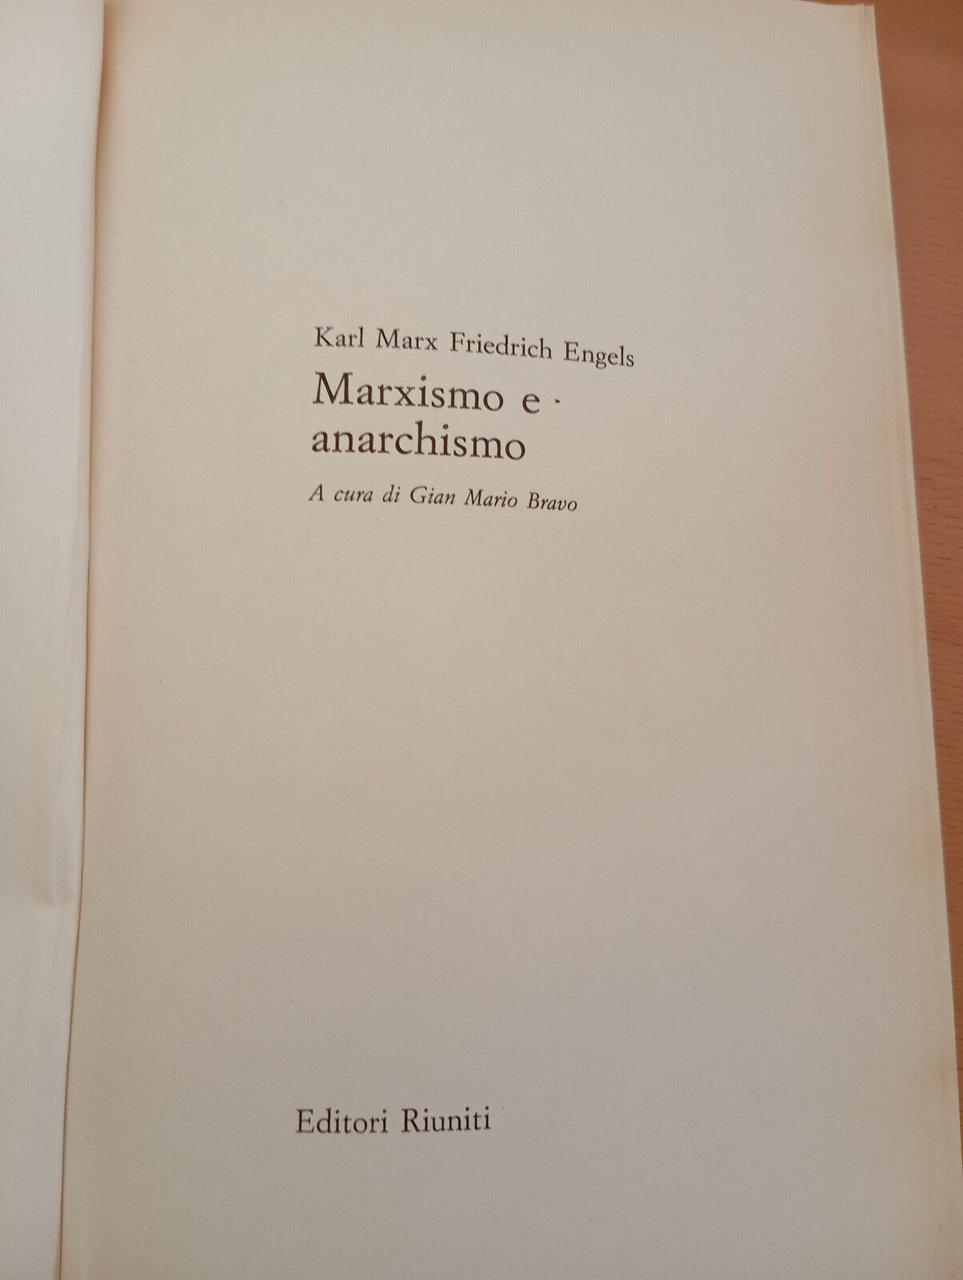 Karl Marx Friedrich Engels
Marxismo e
anarchismo
A cura di Gian Mario Bravo
Editori Riuniti